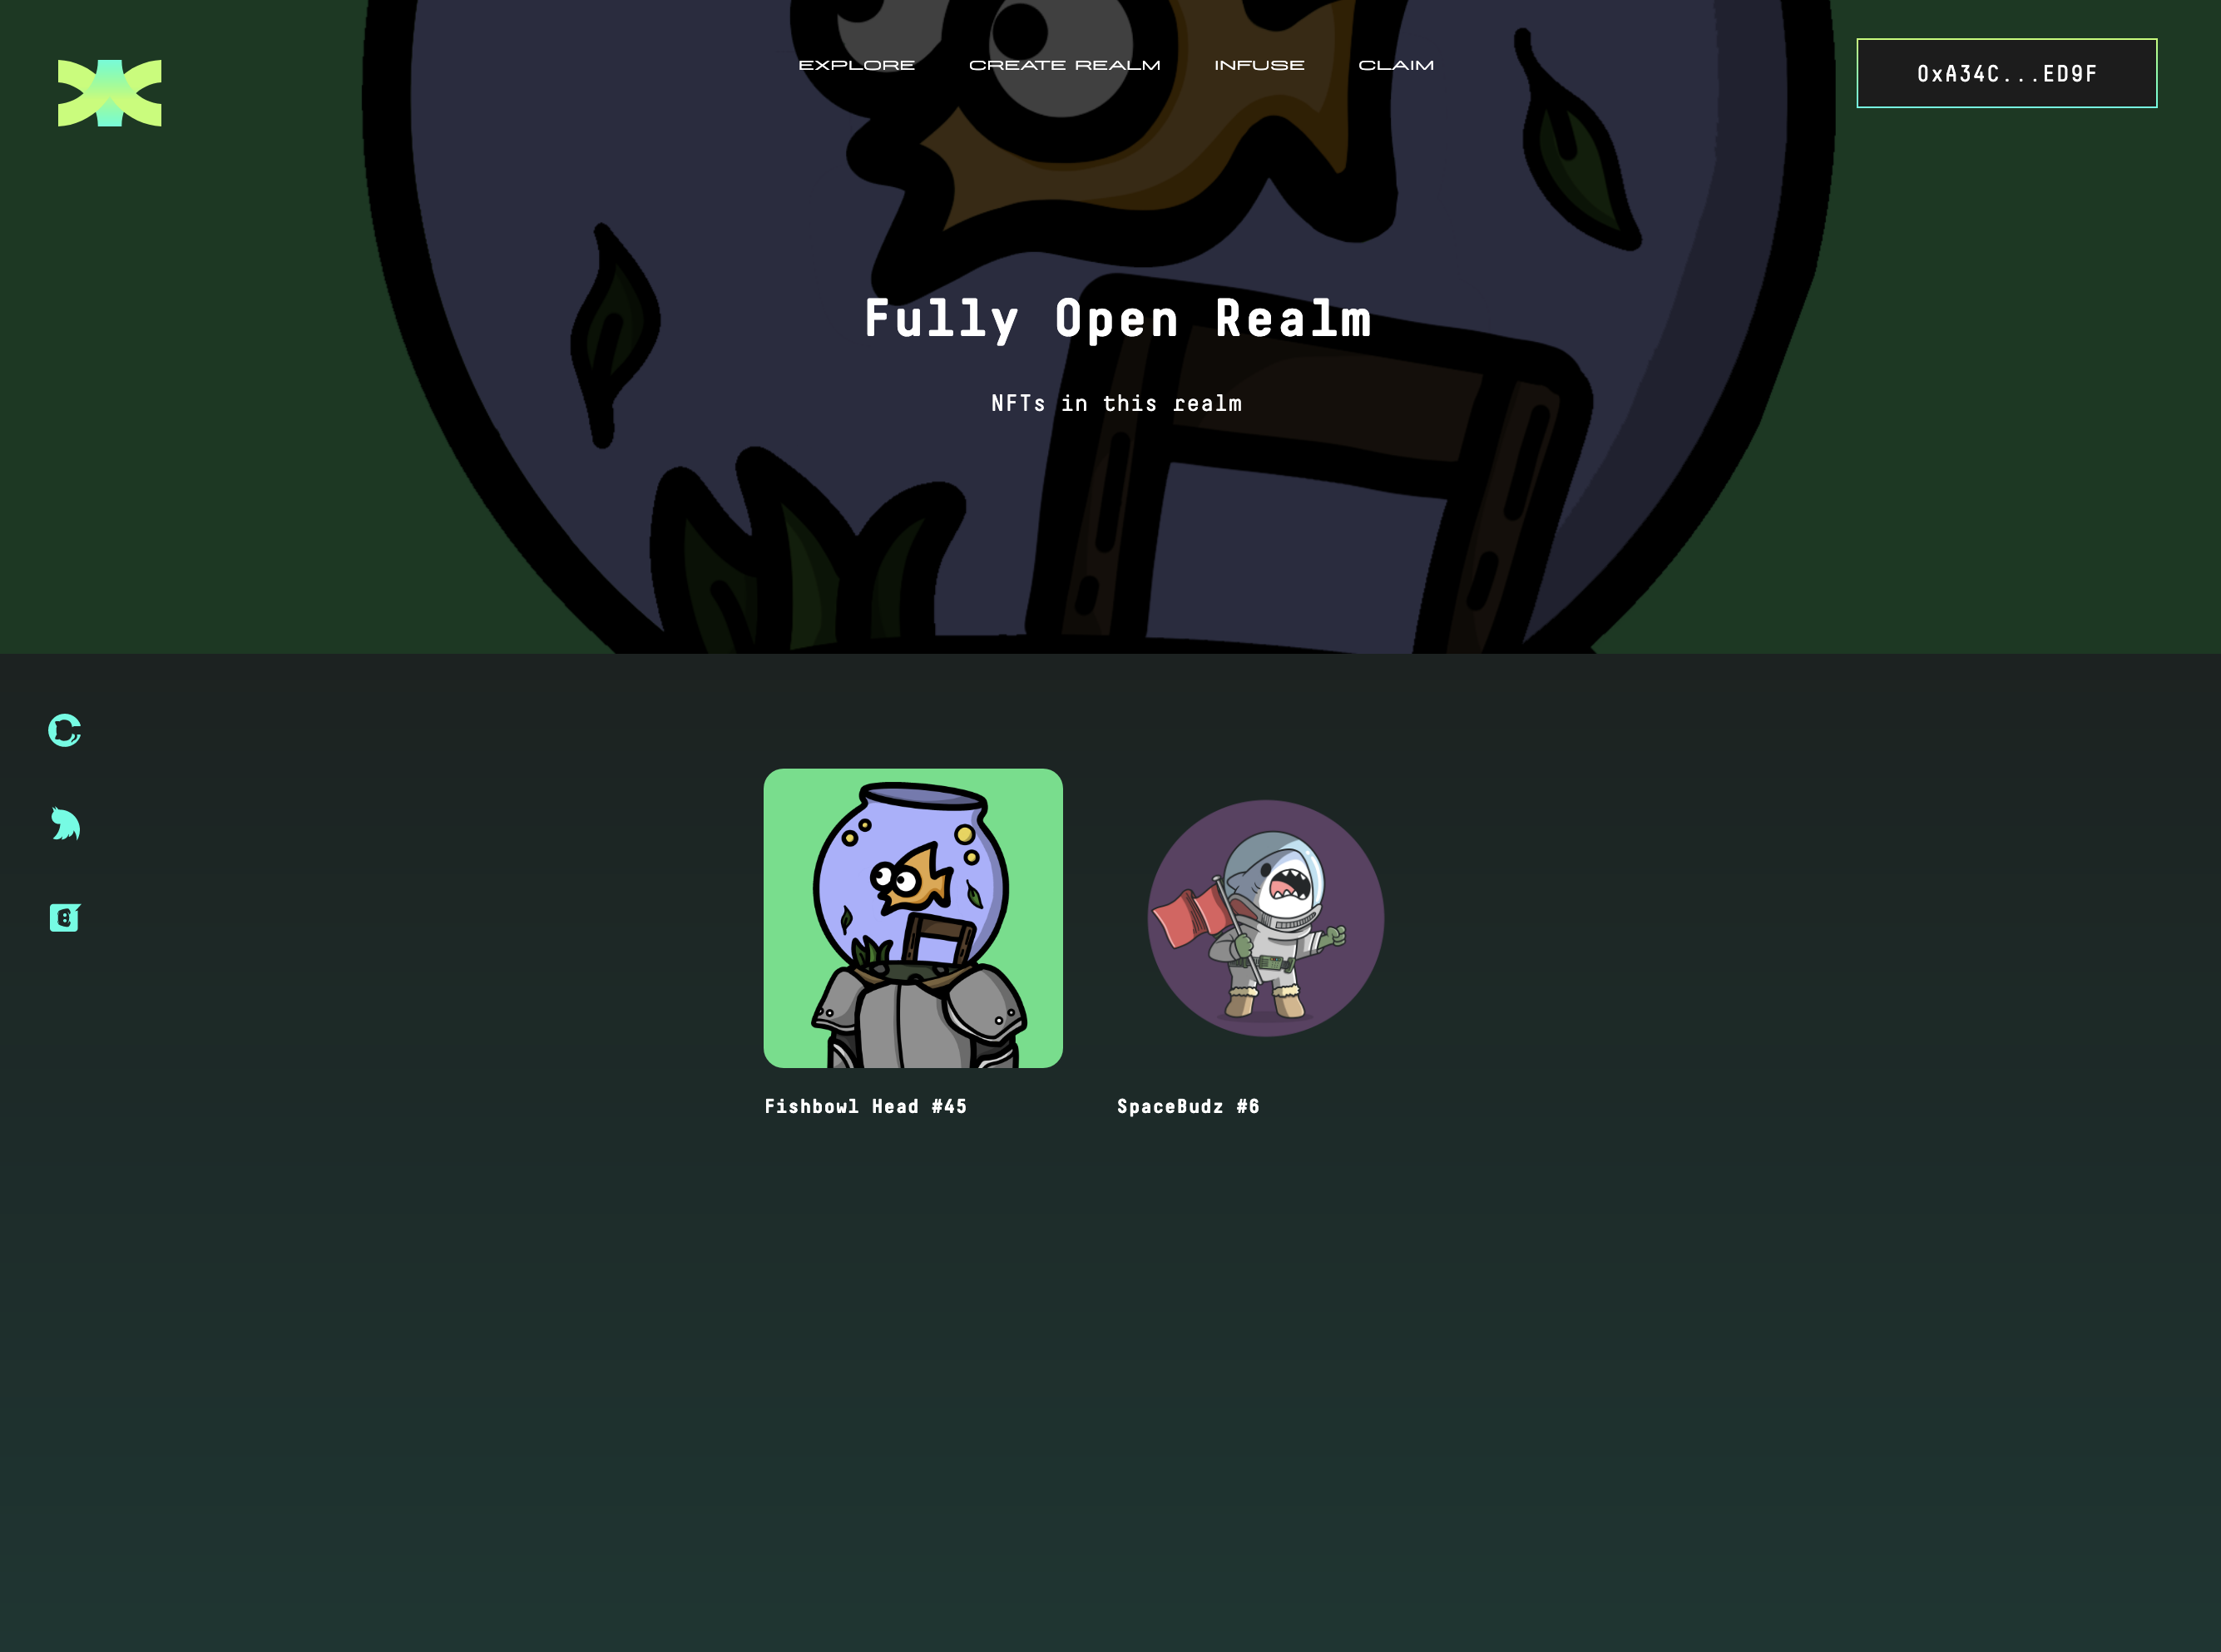 EXPLORE CREATE REALM INFUSE CLAIM
0xA34C...ED9F
Fully Open Realm
NFTs in this realm
Fishbowl Head #45
SpaceBudz #6